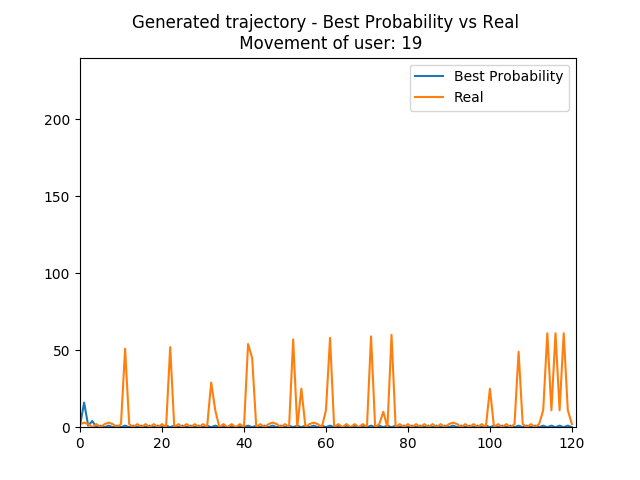 Generated trajectory - Best Probability vs Real
Movement of user: 19
Best Probability
Real
200
150
100
50
0
0 20 40 60 80 100 120